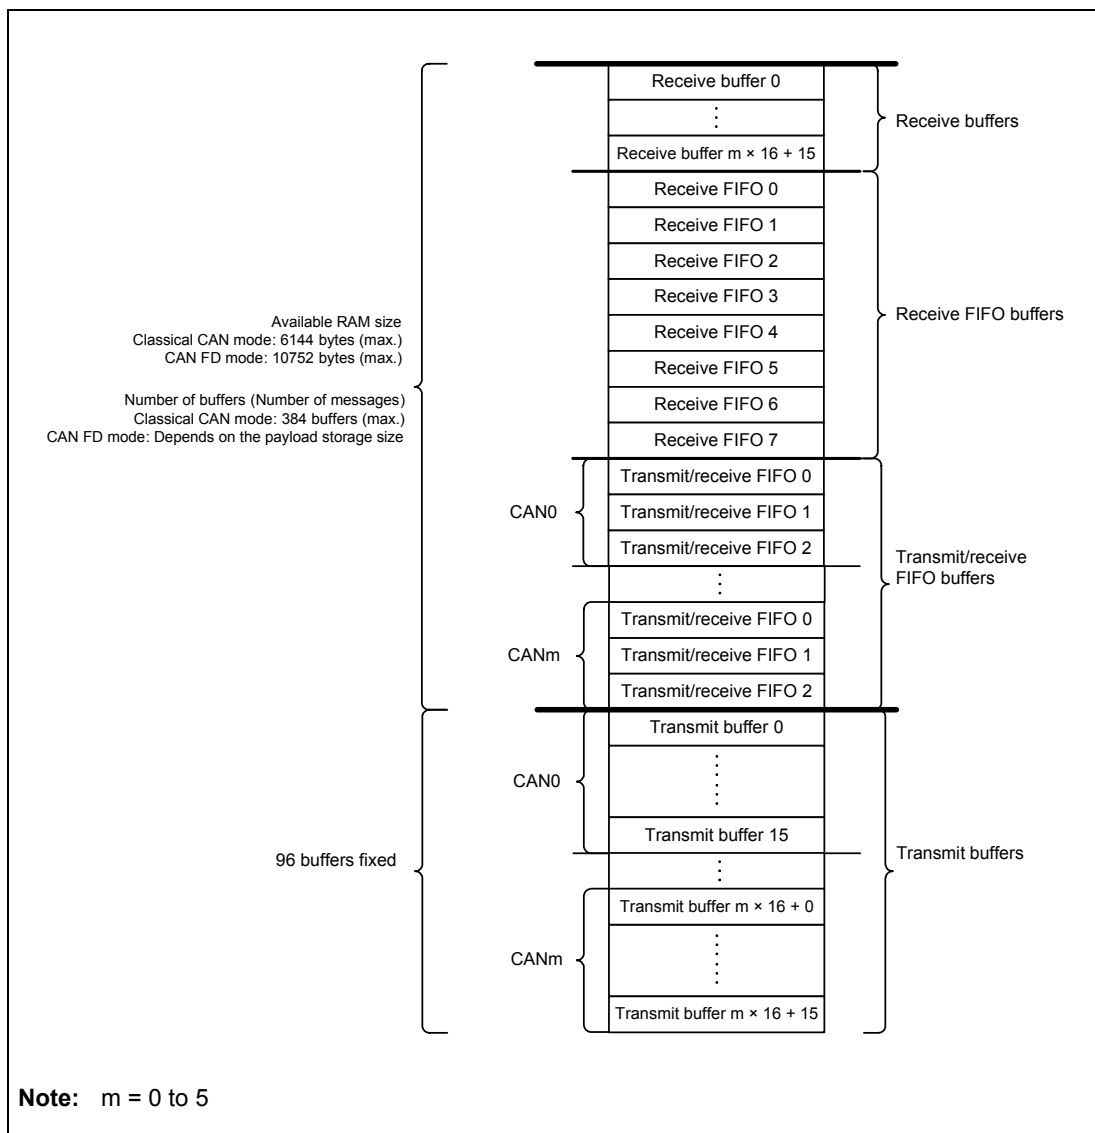 Receive buffer 0
Receive buffers
Receive buffer m × 16 + 15
Receive FIFO 0
Receive FIFO 1
Receive FIFO 2
Receive FIFO 3
Receive FIFO 4
Receive FIFO 5
Receive FIFO 6
Receive FIFO 7
Receive FIFO buffers
Available RAM size
Classical CAN mode: 6144 bytes (max.)
CAN FD mode: 10752 bytes (max.)
Number of buffers (Number of messages)
Classical CAN mode: 384 buffers (max.)
CAN FD mode: Depends on the payload storage size
CAN0
Transmit/receive FIFO 0
Transmit/receive FIFO 1
Transmit/receive FIFO 2
Transmit/receive
FIFO buffers
CANm
Transmit/receive FIFO 0
Transmit/receive FIFO 1
Transmit/receive FIFO 2
CAN0
Transmit buffer 0
Transmit buffer 15
96 buffers fixed
Transmit buffers
CANm
Transmit buffer m × 16 + 0
Transmit buffer m × 16 + 15
Note: m = 0 to 5